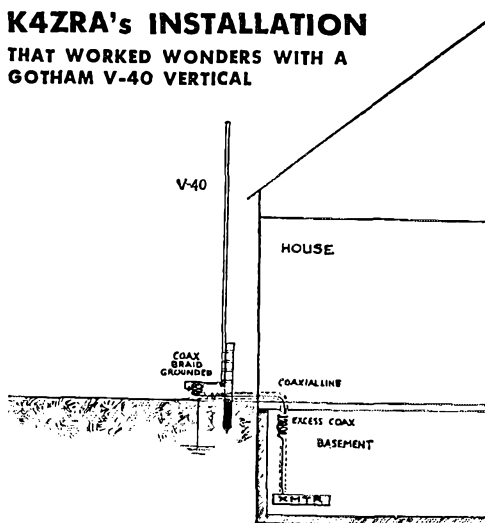 K4ZRA's INSTALLATION
THAT WORKED WONDERS WITH A
GOTHAM V-40 VERTICAL
V-40
HOUSE
COAX
BRAID
GROUNDED
COAXIAL LINE
EXCESS COAX
BASEMENT
XMTR